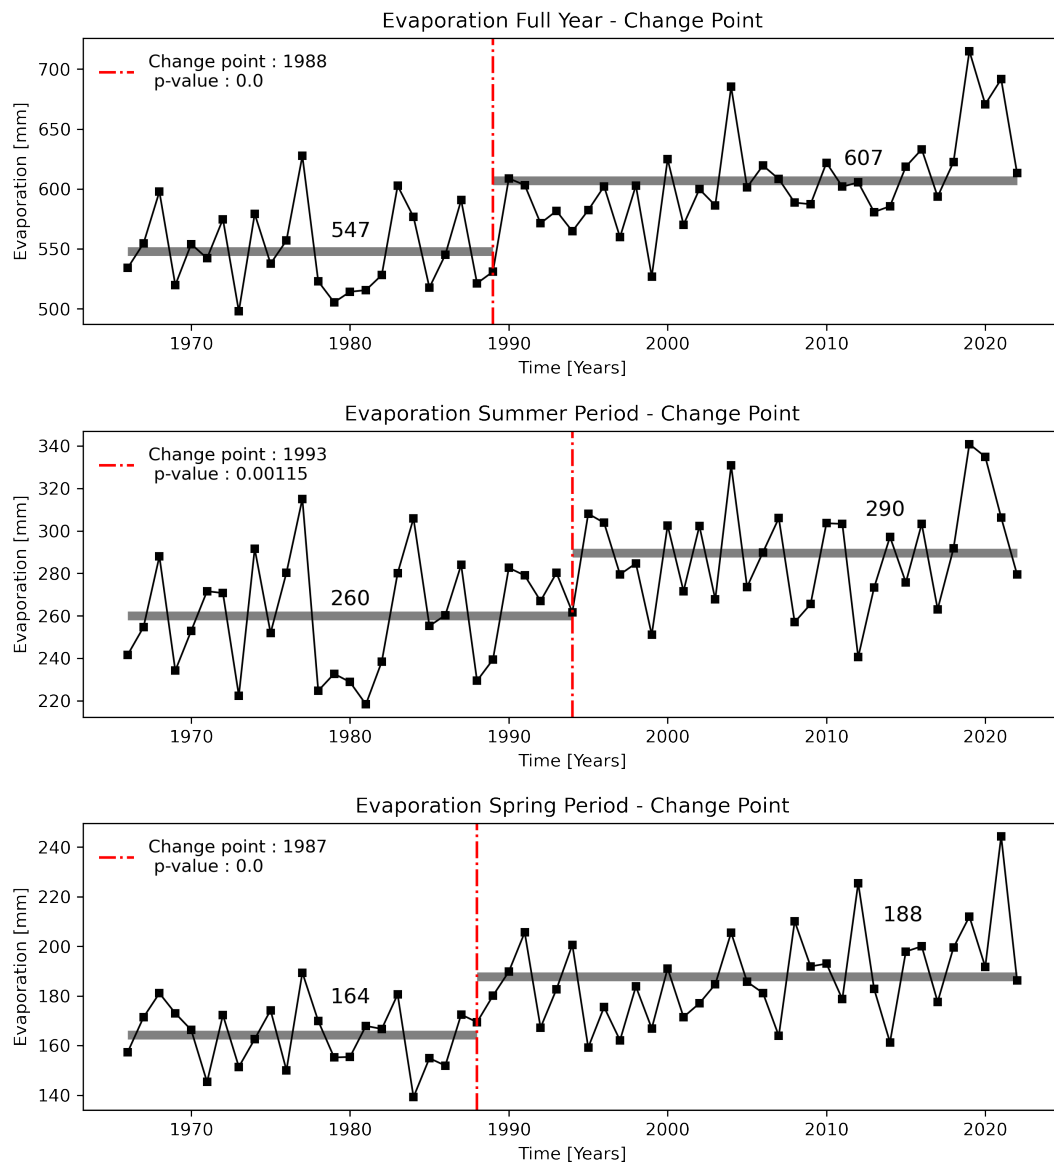 Evaporation Full Year - Change Point
Change point : 1988
p-value : 0.0
700
650
600
550
500
547
607
Evaporation [mm]
1970 1980 1990 2000 2010 2020
Time [Years]
Evaporation Summer Period - Change Point
Change point : 1993
p-value : 0.00115
340
320
300
280
260
240
220
260
290
Evaporation [mm]
1970 1980 1990 2000 2010 2020
Time [Years]
Evaporation Spring Period - Change Point
Change point : 1987
p-value : 0.0
240
220
200
180
160
140
164
188
Evaporation [mm]
1970 1980 1990 2000 2010 2020
Time [Years]